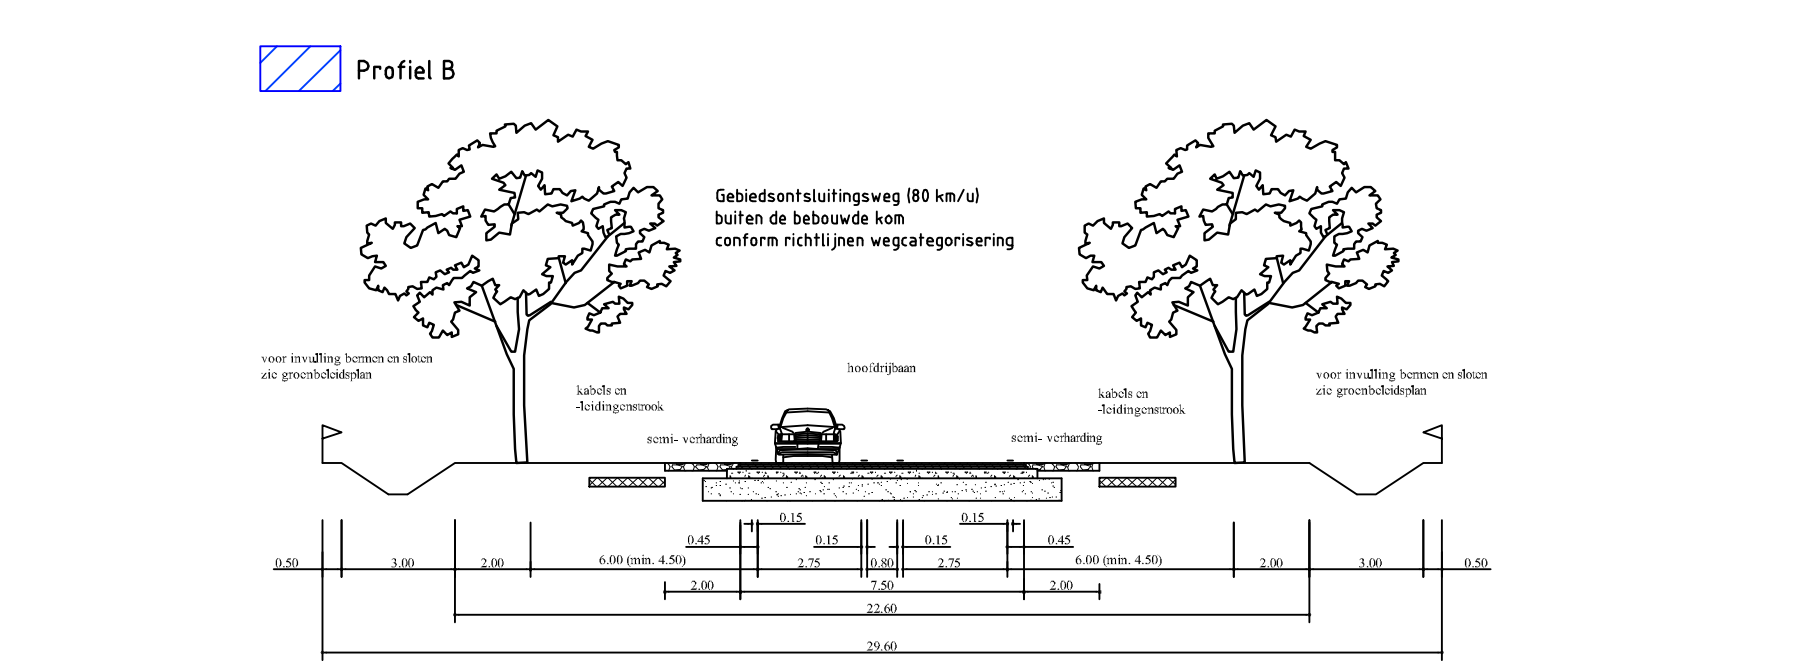 Profiel B
Gebiedsontsluitingsweg (80 km/u)
buiten de bebouwde kom
conform richtlijnen wegcategorisering
voor invulling bermen en sloten
zie groenbeleidsplan
kabels en
-leidingenstrook
semi- verharding
hoofdrijbaan
kabels en
-leidingenstrook
semi- verharding
voor invulling bermen en sloten
zie groenbeleidsplan
0.15 0.15
0.45 0.15 0.15 0.45
0.50 3.00 2.00 6.00 (min. 4.50) 2.75 0.80 2.75 6.00 (min. 4.50) 2.00 3.00 0.50
2.00 7.50 2.00
22.60
29.60